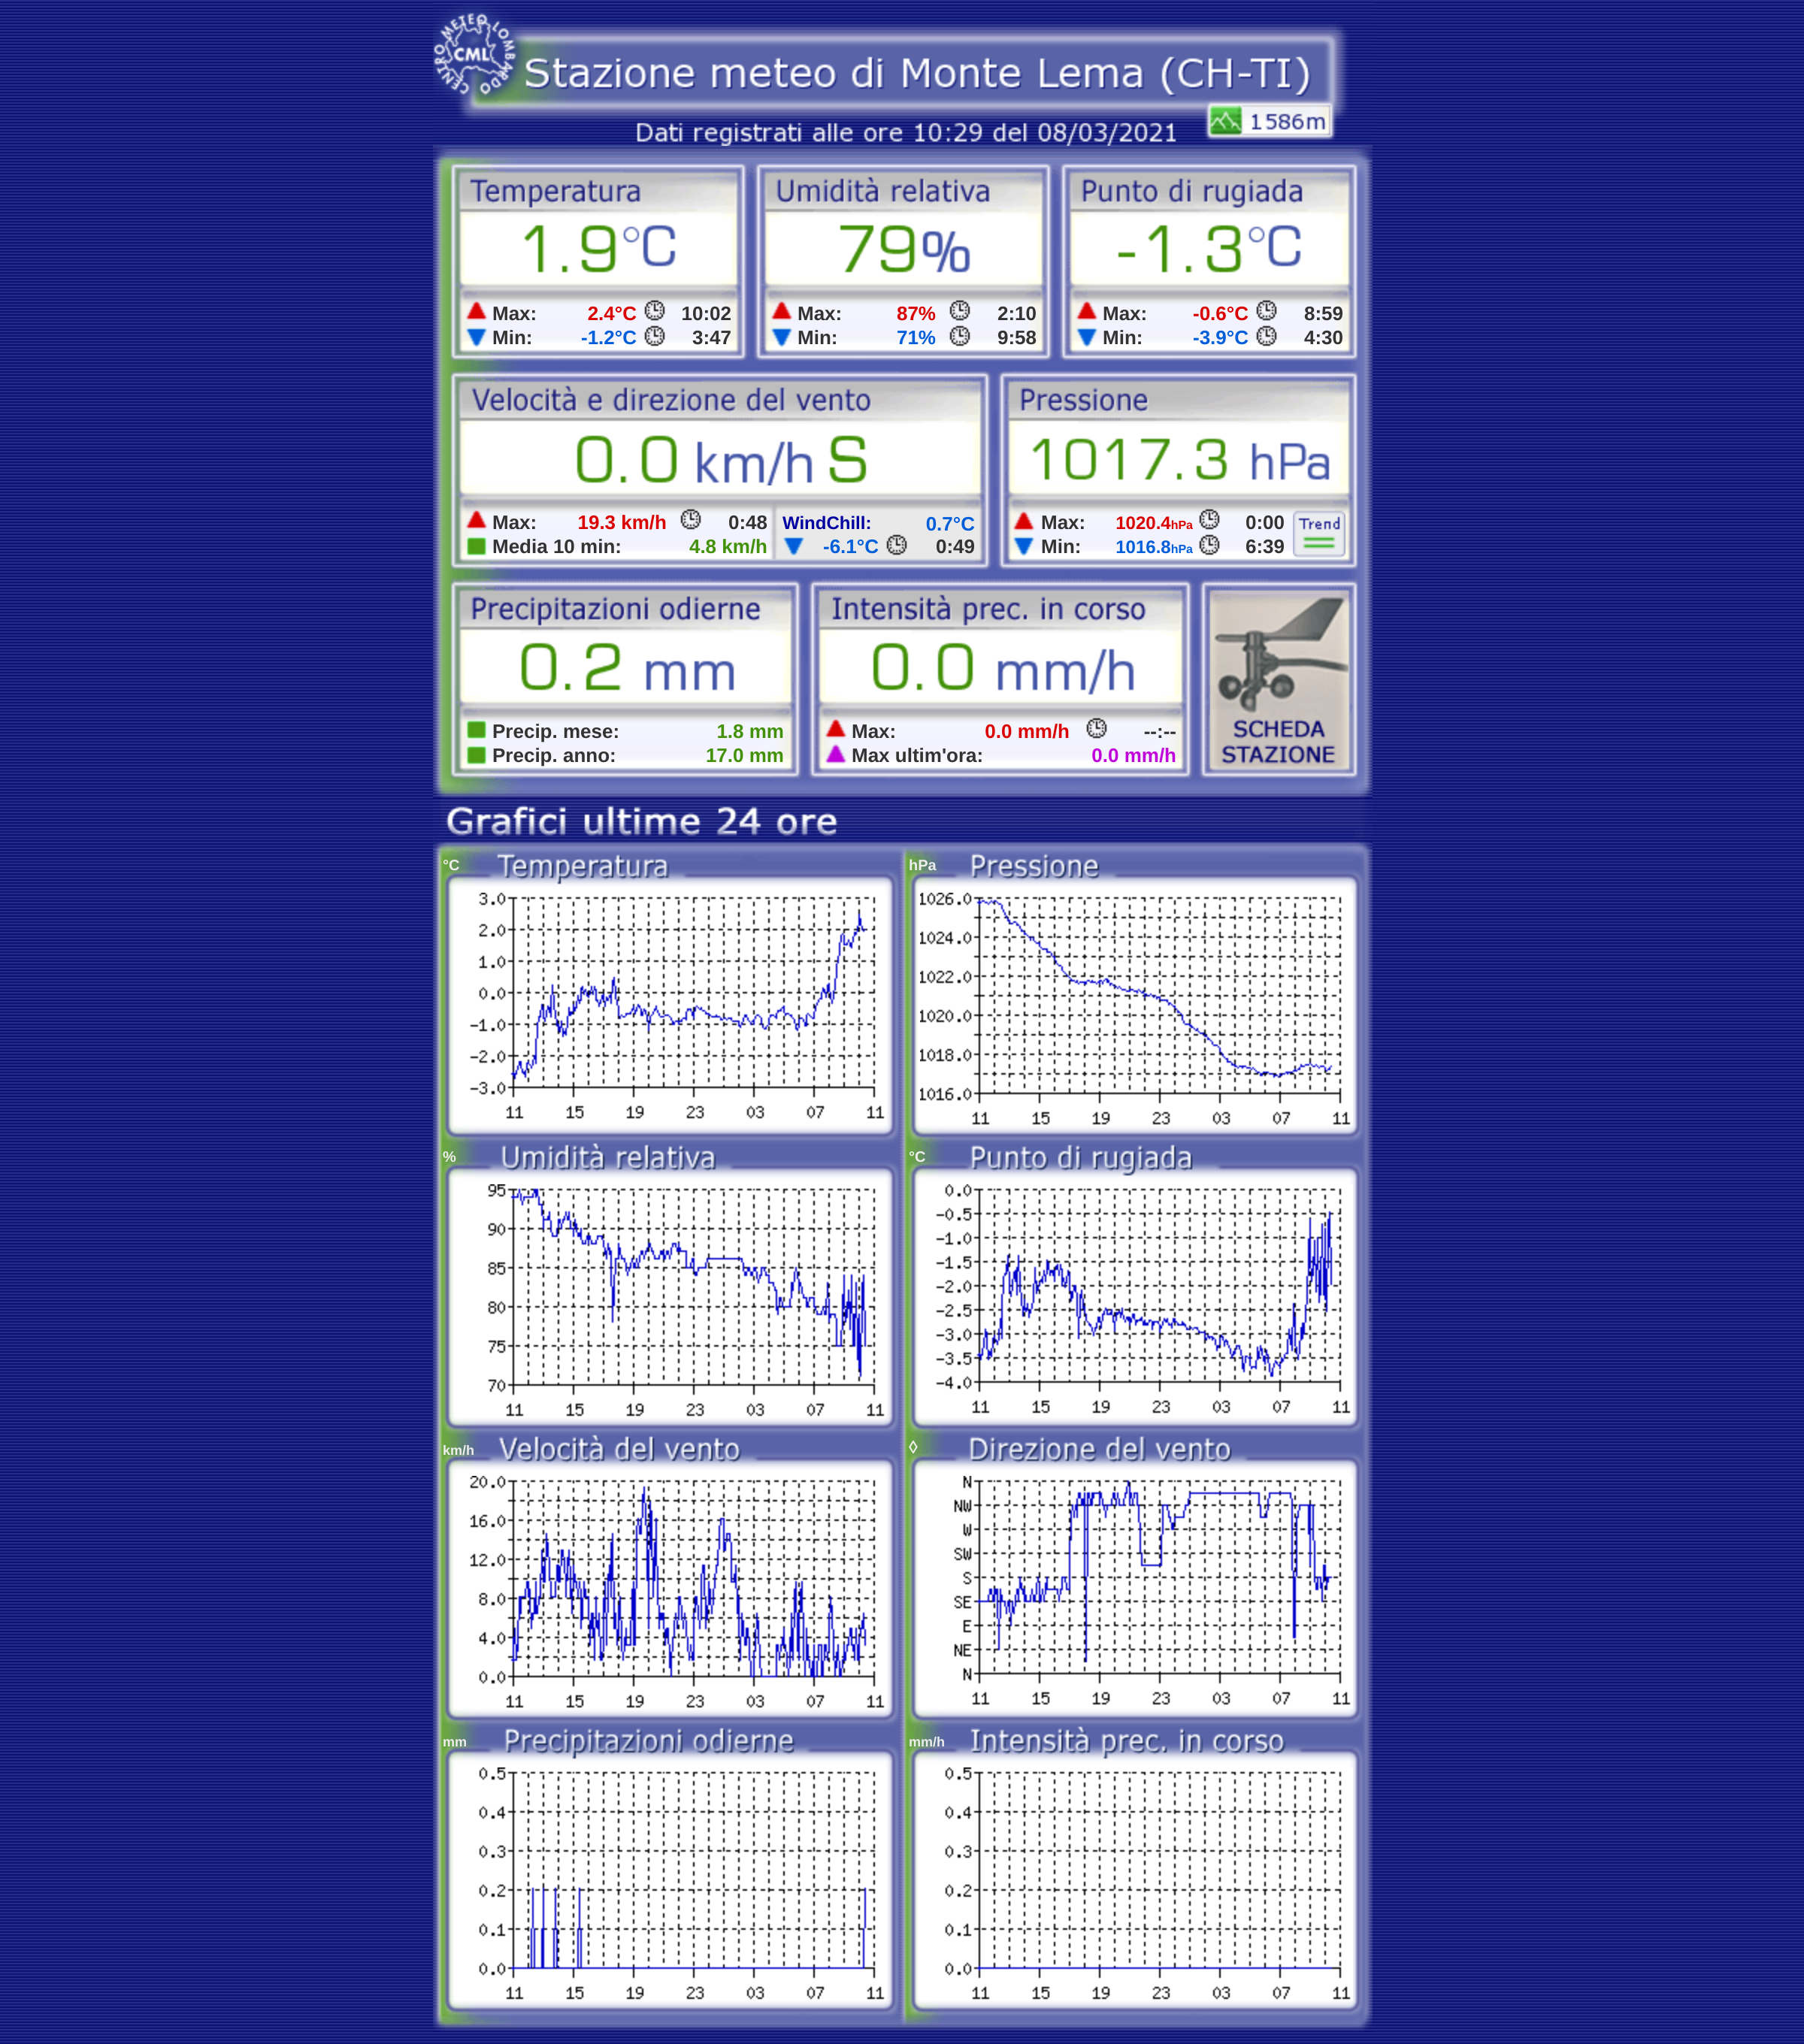 CENTRO METEO LOMBARDO
CML
Stazione meteo di Monte Lema (CH-TI)
1586m
Dati registrati alle ore 10:29 del 08/03/2021
Temperatura Umidità relativa Punto di rugiada
1.9°C 79% -1.3°C
Max: 2.4°C 10:02 Max: 87% 2:10 Max: -0.6°C 8:59
Min: -1.2°C 3:47 Min: 71% 9:58 Min: -3.9°C 4:30
Velocità e direzione del vento Pressione
0.0 km/h S 1017.3 hPa
Max: 19.3 km/h 0:48 WindChill: 0.7°C Max: 1020.4hPa 0:00 Trend
Media 10 min: 4.8 km/h -6.1°C 0:49 Min: 1016.8hPa 6:39
Precipitazioni odierne Intensità prec. in corso
0.2 mm 0.0 mm/h
Precip. mese: 1.8 mm Max: 0.0 mm/h --:-- SCHEDA
Precip. anno: 17.0 mm Max ultim'ora: 0.0 mm/h STAZIONE
Grafici ultime 24 ore
°C Temperatura
3.0
2.0
1.0
0.0
-1.0
-2.0
-3.0
11 15 19 23 03 07 11
hPa Pressione
1026.0
1024.0
1022.0
1020.0
1018.0
1016.0
11 15 19 23 03 07 11
% Umidità relativa
95
90
85
80
75
70
11 15 19 23 03 07 11
°C Punto di rugiada
0.0
-0.5
-1.0
-1.5
-2.0
-2.5
-3.0
-3.5
-4.0
11 15 19 23 03 07 11
km/h Velocità del vento
20.0
16.0
12.0
8.0
4.0
0.0
11 15 19 23 03 07 11
◊ Direzione del vento
N
NW
W
SW
S
SE
E
NE
N
11 15 19 23 03 07 11
mm Precipitazioni odierne
0.5
0.4
0.3
0.2
0.1
0.0
11 15 19 23 03 07 11
mm/h Intensità prec. in corso
0.5
0.4
0.3
0.2
0.1
0.0
11 15 19 23 03 07 11